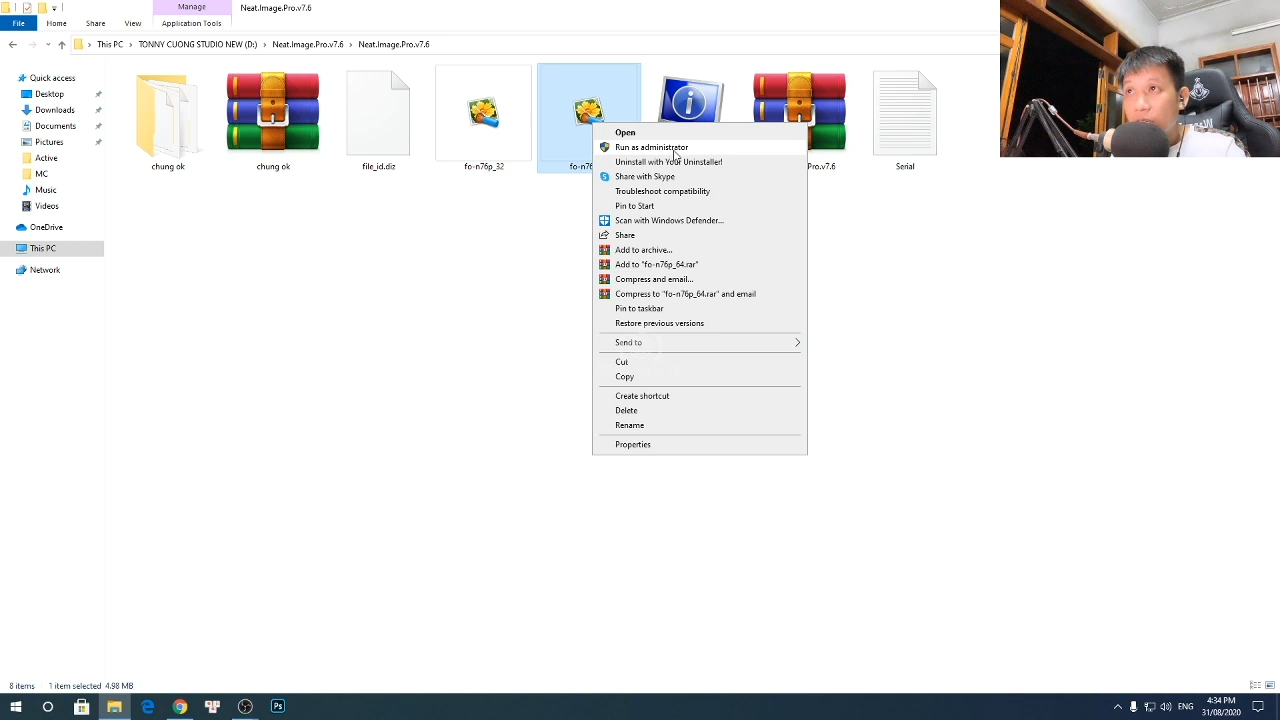 Manage
Neat.Image.Pro.v7.6
File
Home
Share
View
Application Tools
This PC
TONNY CUONG STUDIO NEW (D:)
Neat.Image.Pro.v7.6
Neat.Image.Pro.v7.6
Quick access
Desktop
Downloads
Documents
Pictures
Active
MC
Music
Videos
OneDrive
This PC
Network
chung ok
chung ok
file_id.diz
fo-n76p_32
fo-n76
Pro.v7.6
Serial
Open
Run as administrator
Uninstall with Your Uninstaller!
Share with Skype
Troubleshoot compatibility
Pin to Start
Scan with Windows Defender...
Share
Add to archive...
Add to "fo-n76p_64.rar"
Compress and email...
Compress to "fo-n76p_64.rar" and email
Pin to taskbar
Restore previous versions
Send to
Cut
Copy
Create shortcut
Delete
Rename
Properties
8 items
1 item selected 4.98 MB
Ps
ENG
4:34 PM
31/08/2020